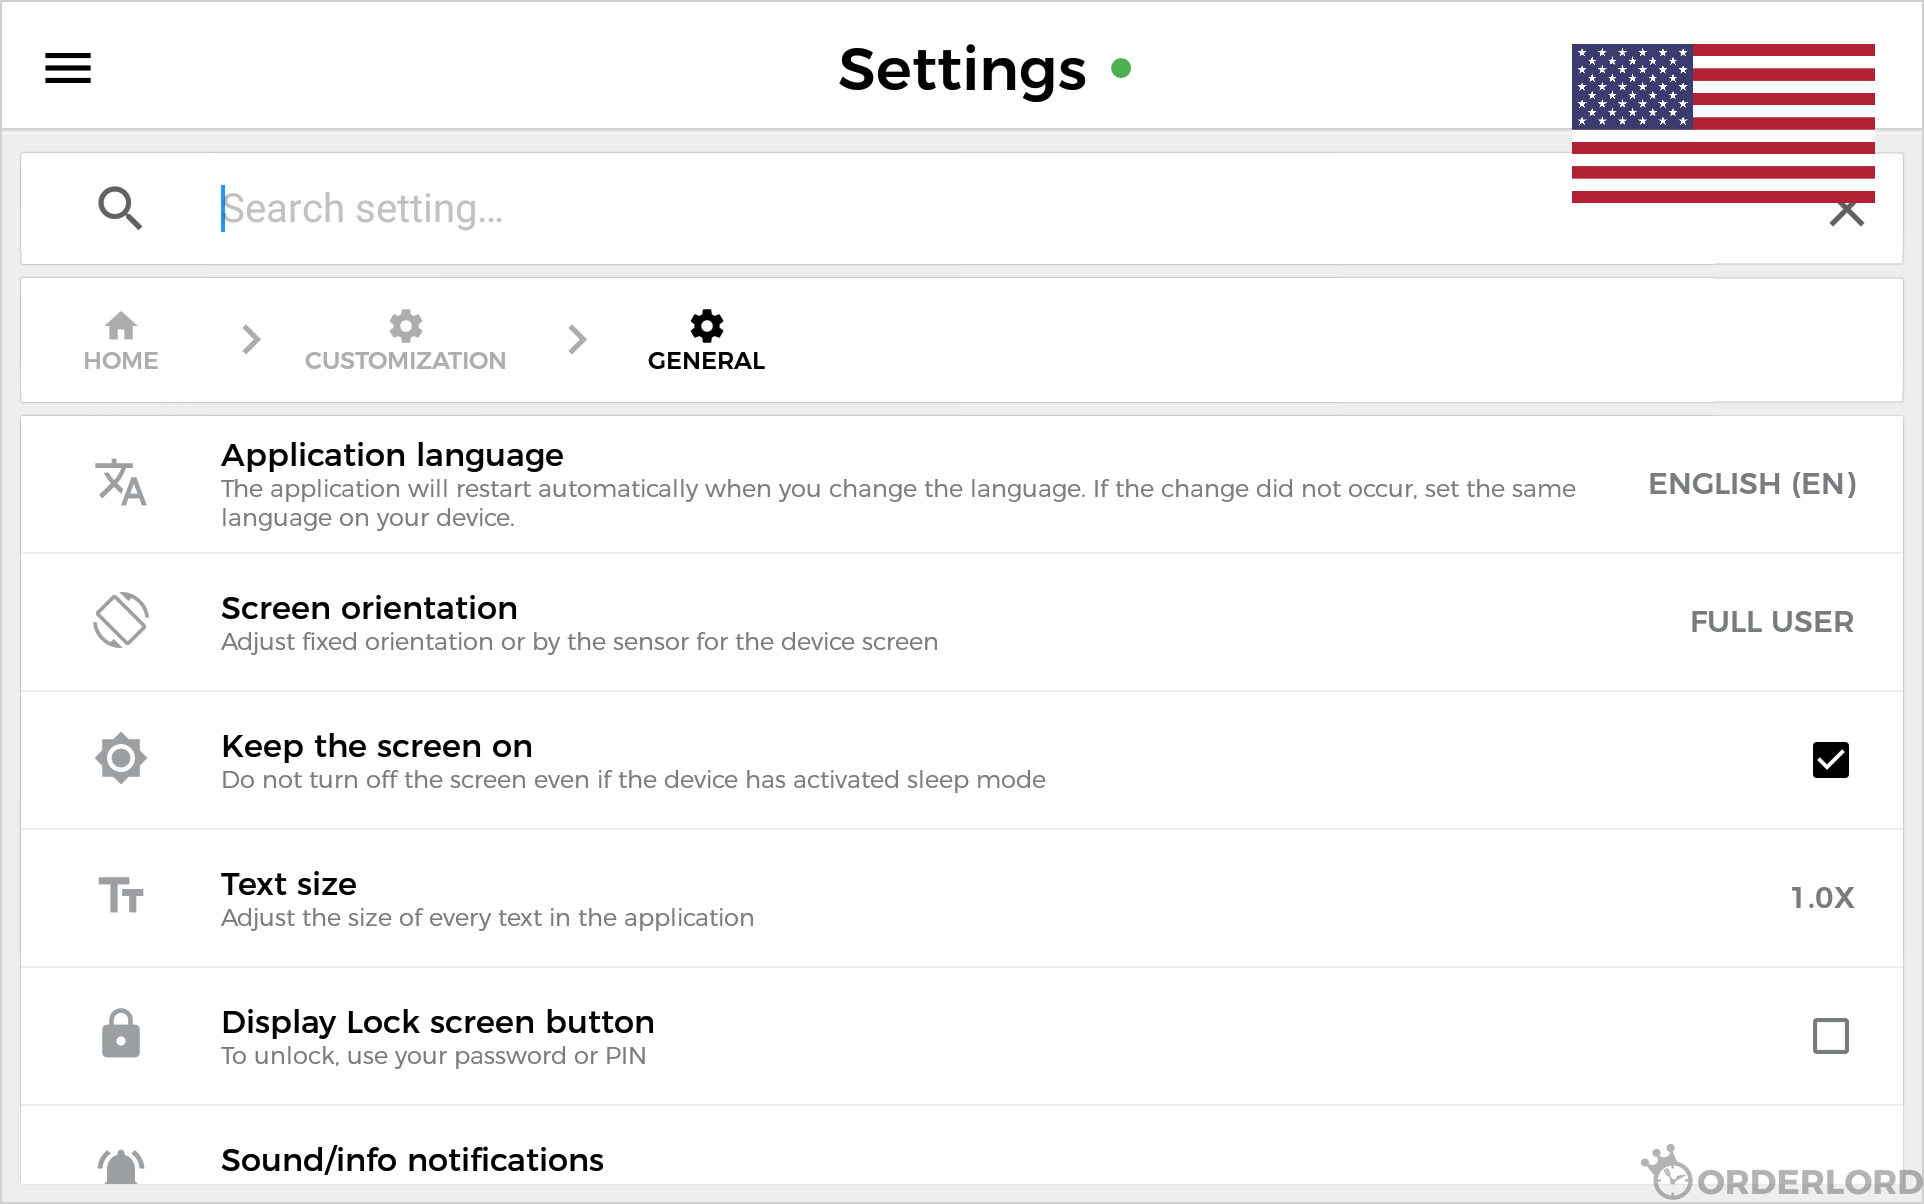 Settings
Search setting...
HOME
CUSTOMIZATION
GENERAL
Application language
The application will restart automatically when you change the language. If the change did not occur, set the same
language on your device.
ENGLISH (EN)
Screen orientation
Adjust fixed orientation or by the sensor for the device screen
FULL USER
Keep the screen on
Do not turn off the screen even if the device has activated sleep mode
Text size
Adjust the size of every text in the application
1.0X
Display Lock screen button
To unlock, use your password or PIN
Sound/info notifications
ORDERLORD